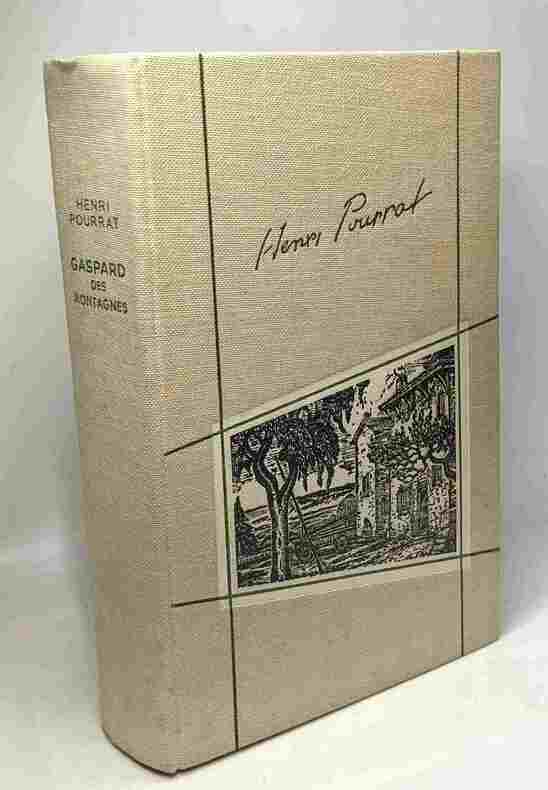 HENRI
POURRAT
GASPARD
DES
MONTAGNES
Henri Pourrat